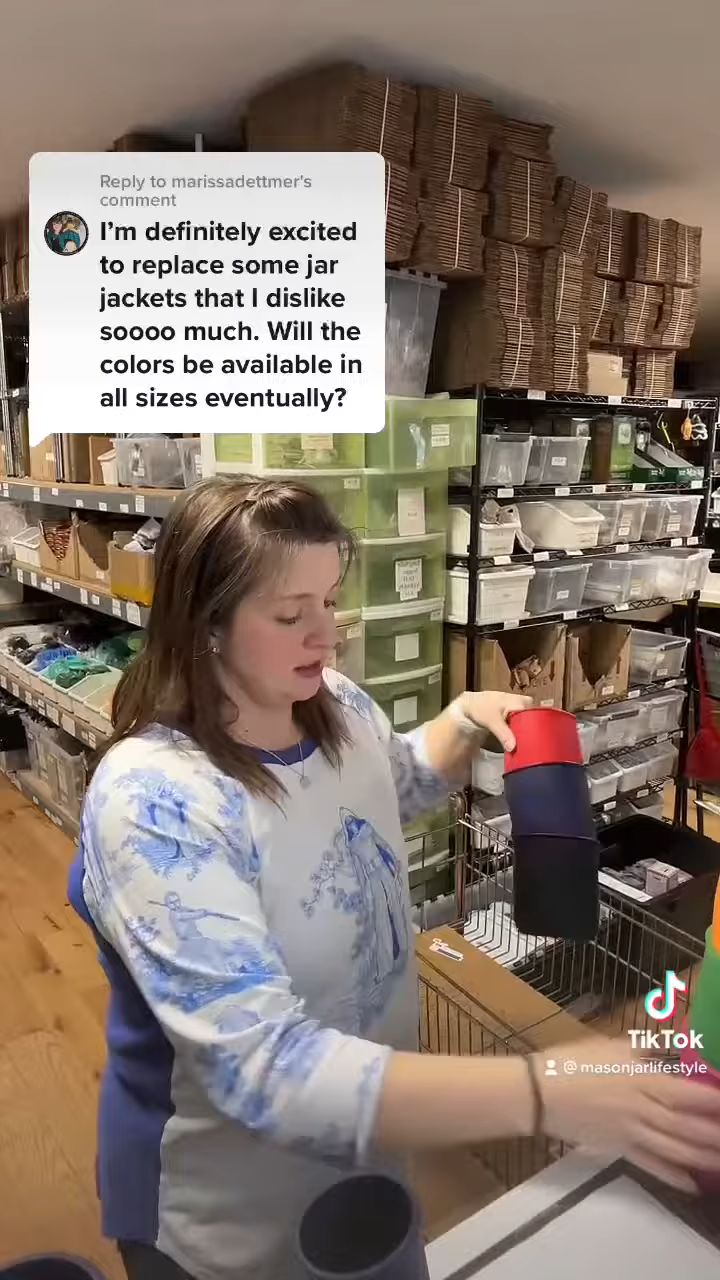 Reply to marissadettmer's
comment
I'm definitely excited
to replace some jar
jackets that I dislike
soooo much. Will the
colors be available in
all sizes eventually?
TikTok
@masonjarlifestyle